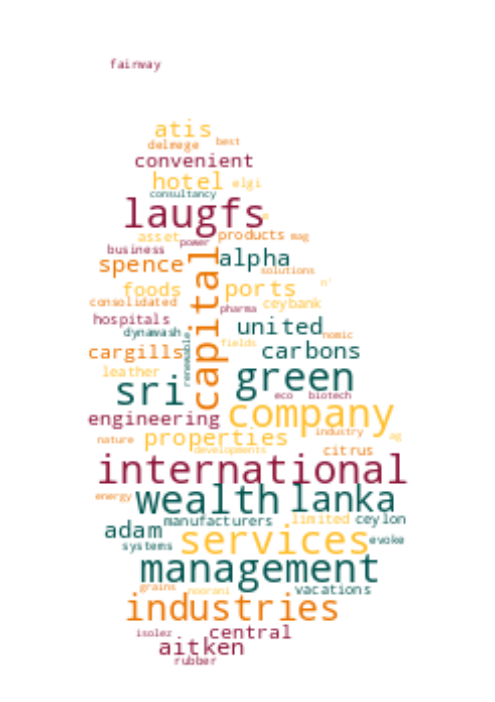 fairway
atis
delmege best
convenient
hotel elgi
consultancy
laugfs
asset power products mag
business
spence capital alpha
solutions
foods ports n'
consolidated pharma ceybank
hospitals united
dynawash renewable fields nomic
cargills carbons
leather green
sri eco biotech
engineering company
nature properties industry ag
developments citrus
international
energy wealth lanka
adam manufacturers limited ceylon
systems services evoke
management
grains noorani vacations
industries
isolez central
aitken
rubber